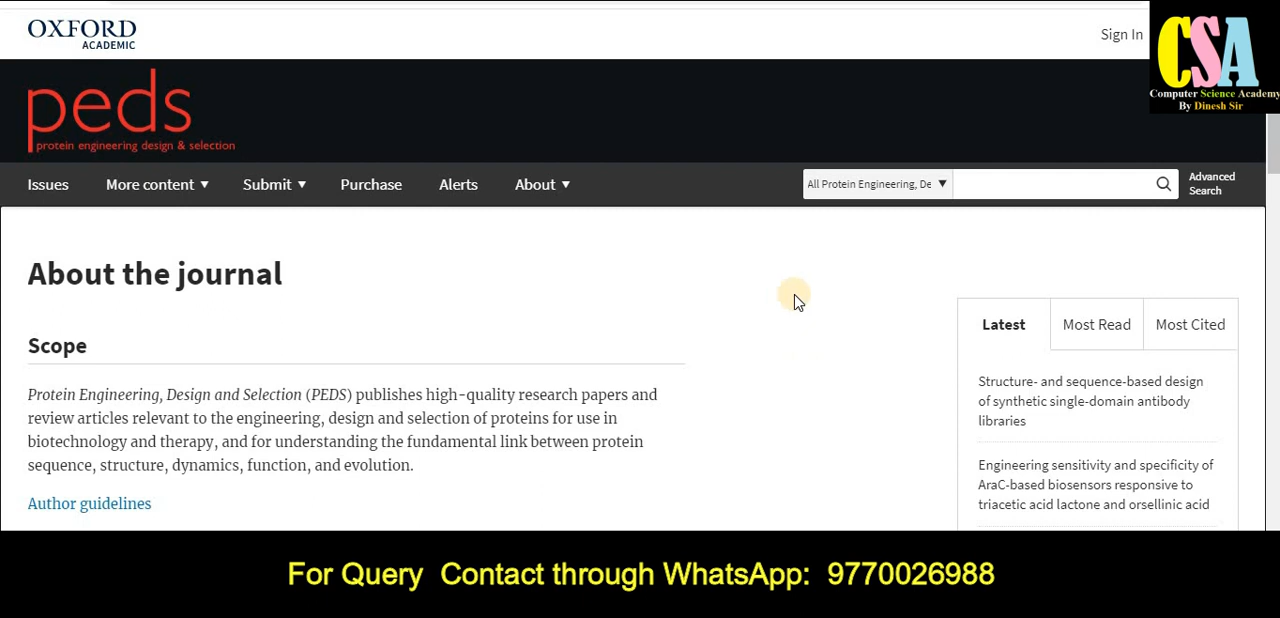 OXFORD
ACADEMIC
Sign In
CSA
Computer Science Academy
By Dinesh Sir
peds
protein engineering design & selection
Issues
More content ▼
Submit ▼
Purchase
Alerts
About ▼
All Protein Engineering, De ▼
Advanced
Search
About the journal
Scope
Protein Engineering, Design and Selection (PEDS) publishes high-quality research papers and
review articles relevant to the engineering, design and selection of proteins for use in
biotechnology and therapy, and for understanding the fundamental link between protein
sequence, structure, dynamics, function, and evolution.
Author guidelines
Latest
Most Read
Most Cited
Structure- and sequence-based design
of synthetic single-domain antibody
libraries
Engineering sensitivity and specificity of
AraC-based biosensors responsive to
triacetic acid lactone and orsellinic acid
For Query Contact through WhatsApp: 9770026988